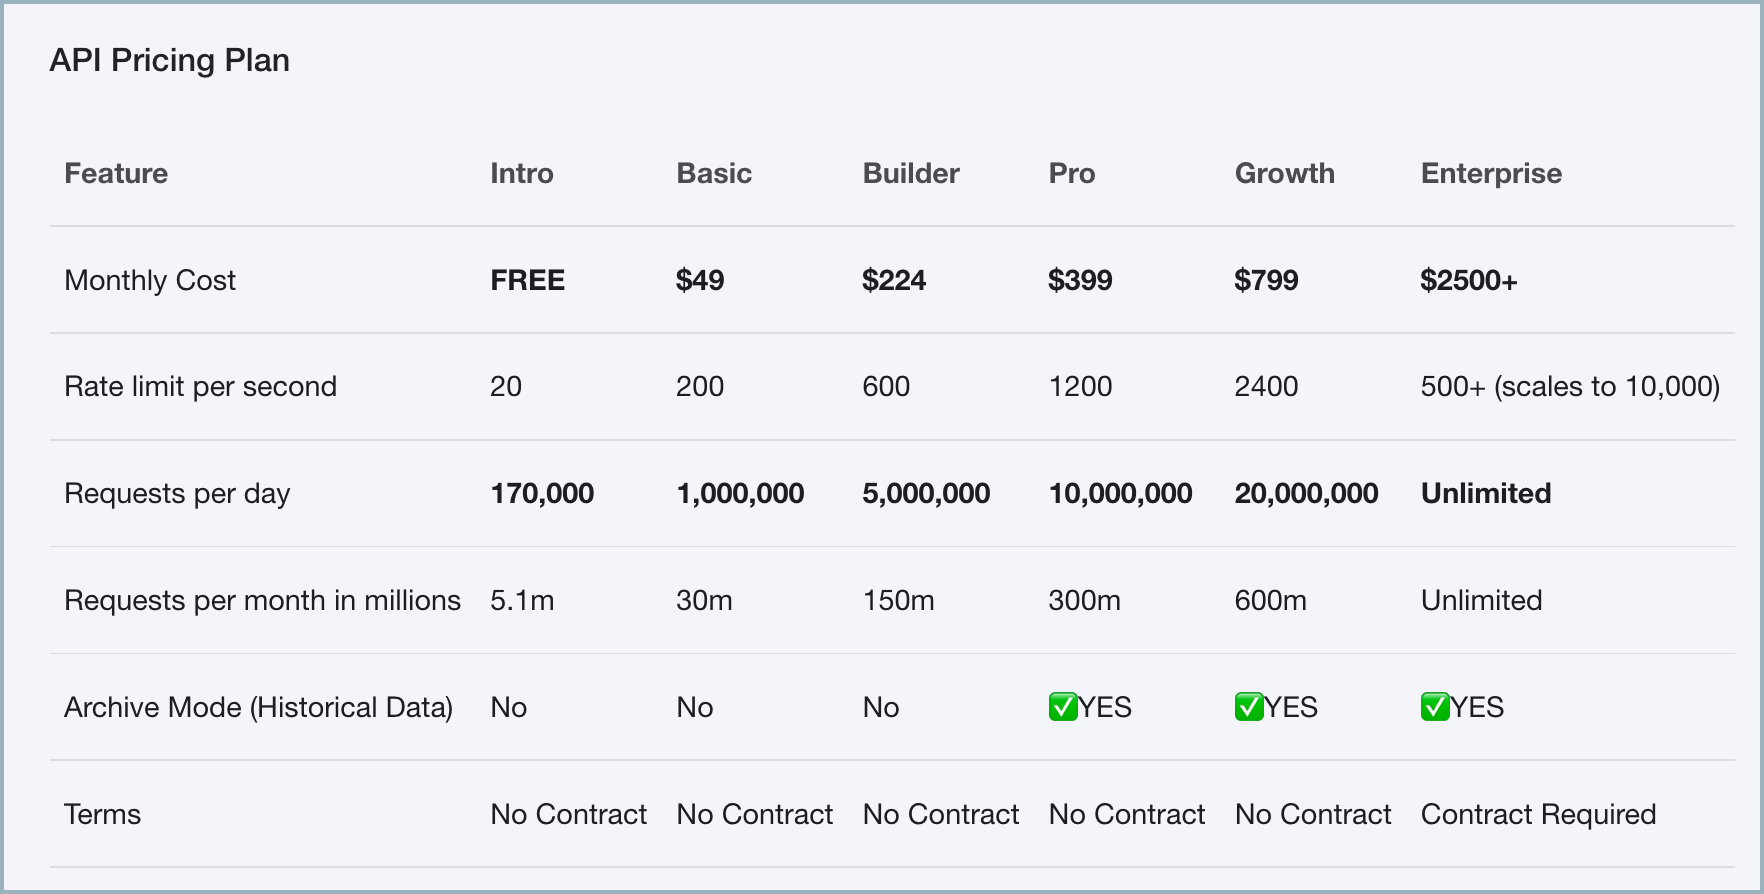 API Pricing Plan
Feature Intro Basic Builder Pro Growth Enterprise
Monthly Cost FREE $49 $224 $399 $799 $2500+
Rate limit per second 20 200 600 1200 2400 500+ (scales to 10,000)
Requests per day 170,000 1,000,000 5,000,000 10,000,000 20,000,000 Unlimited
Requests per month in millions 5.1m 30m 150m 300m 600m Unlimited
Archive Mode (Historical Data) No No No ✅YES ✅YES ✅YES
Terms No Contract No Contract No Contract No Contract No Contract Contract Required